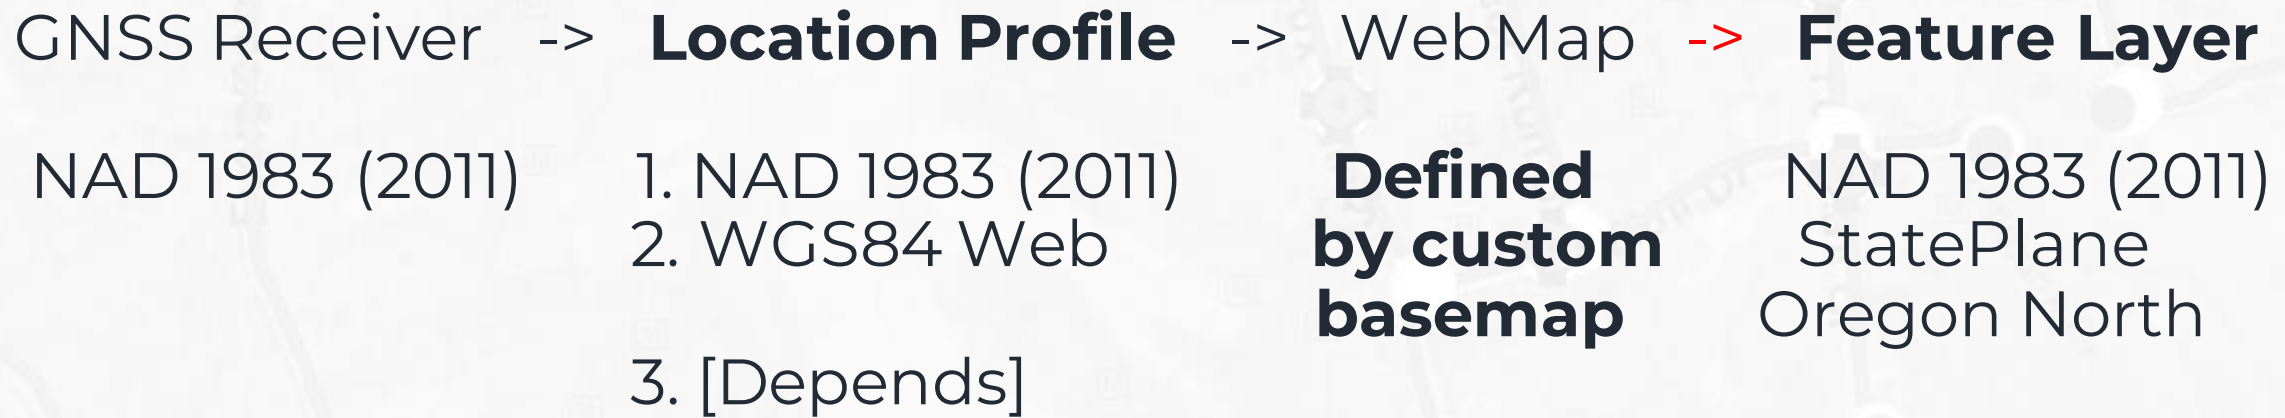 GNSS Receiver -> Location Profile -> WebMap -> Feature Layer
NAD 1983 (2011)
1. NAD 1983 (2011)
2. WGS84 Web
3. [Depends]
Defined
by custom
basemap
NAD 1983 (2011)
StatePlane
Oregon North